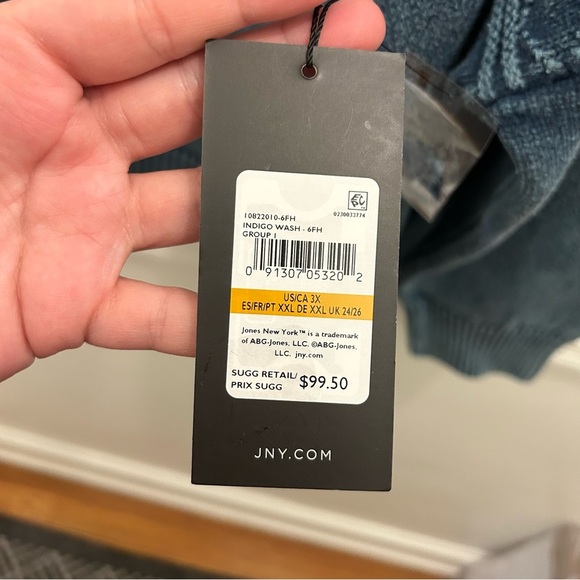 10822010-6FH
0230033774
INDIGO WASH - 6FH
GROUP 1
0 91307 05320 2
US/CA 3X
ES/FR/PT XXL DE XXL UK 24/26
Jones New York™ is a trademark
of ABG-Jones, LLC. ©ABG-Jones,
LLC. jny.com
SUGG RETAIL/
PRIX SUGG
$99.50
JNY.COM